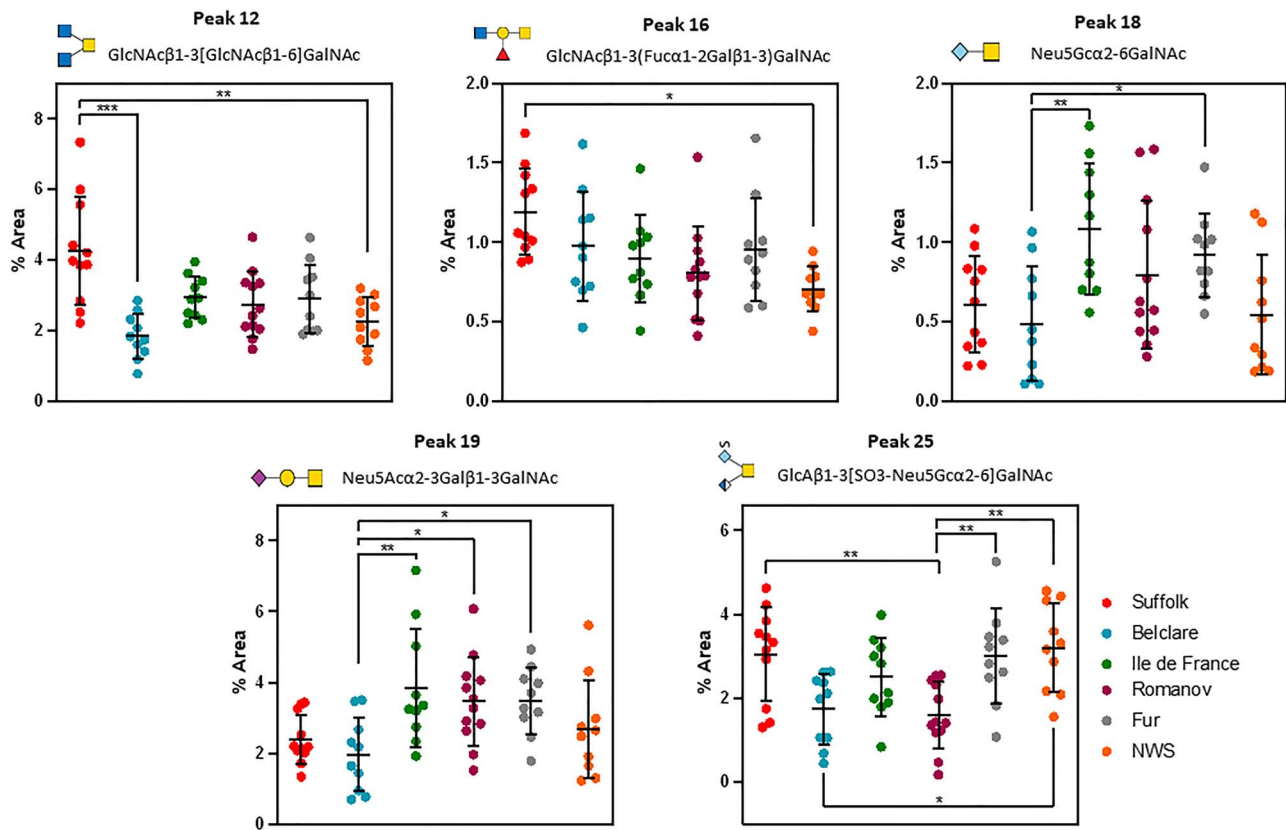 Peak 12
GlcNAcβ1-3[GlcNAcβ1-6]GalNAc
% Area
8
6
4
2
0
***
**
Peak 16
GlcNAcβ1-3(Fucα1-2Galβ1-3)GalNAc
% Area
2.0
1.5
1.0
0.5
0.0
*
Peak 18
Neu5Gcα2-6GalNAc
% Area
2.0
1.5
1.0
0.5
0.0
*
**
Peak 19
Neu5Acα2-3Galβ1-3GalNAc
% Area
8
6
4
2
0
*
*
**
Peak 25
S
GlcAβ1-3[SO3-Neu5Gcα2-6]GalNAc
% Area
6
4
2
0
**
**
**
*
Suffolk
Belclare
Ile de France
Romanov
Fur
NWS